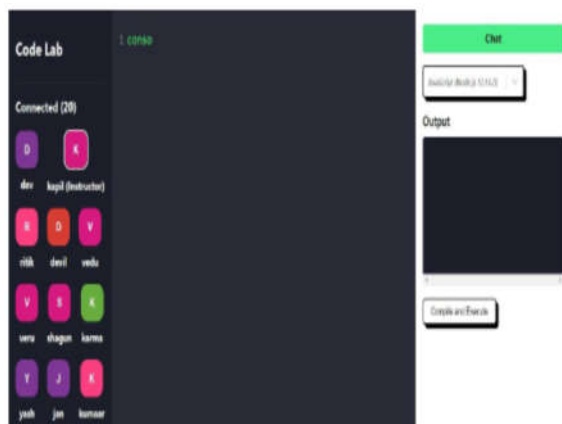 Code Lab
1 conso
Chat
Connected (20)
Output
D
K
dev
kapil (Instructor)
R
D
V
ritik
devil
vedu
V
S
K
veru
shagun
karma
Compile and Execute
Y
J
K
yash
jan
kumaar